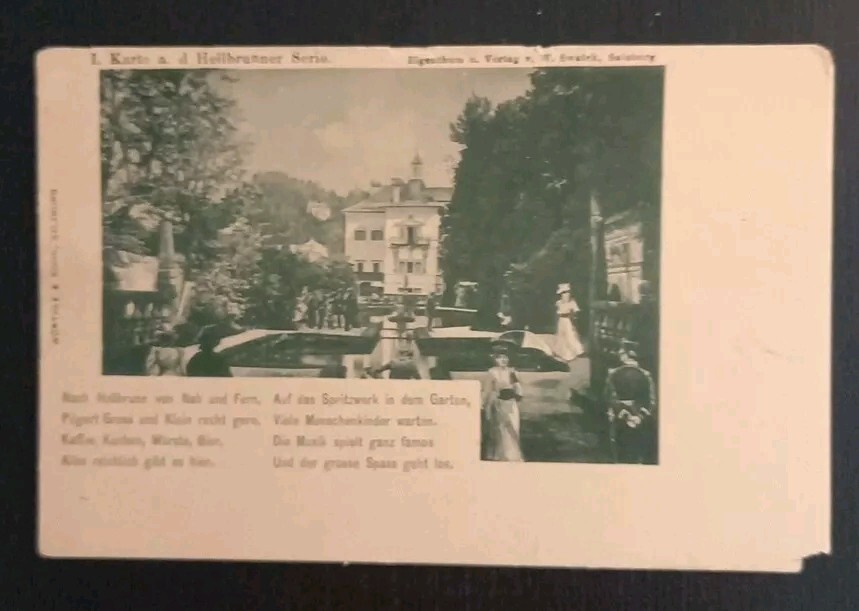 I. Karte a. d Hellbrunner Serie.
Eigenthum u. Verlag v. Swatek, Salzburg
Nach Hellbrunn von Nah und Fern,
Pilgert Gross und Klein recht gern,
Kaffee, Kuchen, Würste, Bier,
Alles reichlich gibt es hier.
Auf das Spritzwerk in dem Garten,
Viele Menschenkinder warten.
Die Musik spielt ganz famos
Und der grosse Spass geht los.